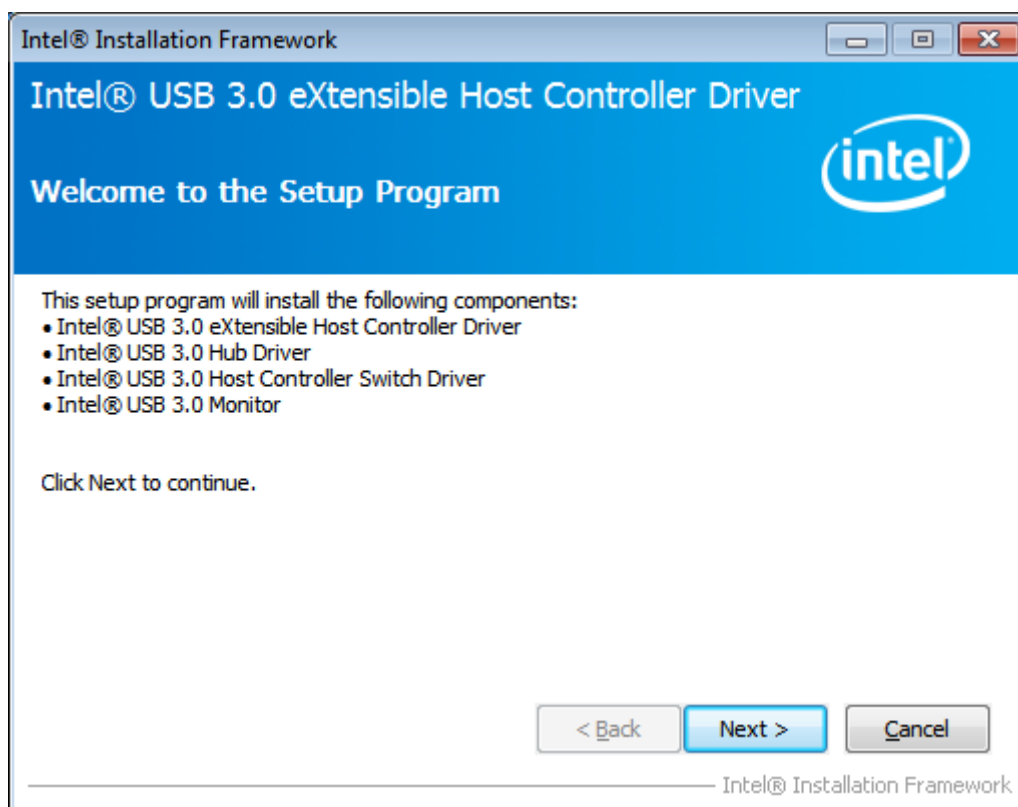 Intel® Installation Framework
Intel® USB 3.0 eXtensible Host Controller Driver
intel
Welcome to the Setup Program
This setup program will install the following components:
• Intel® USB 3.0 eXtensible Host Controller Driver
• Intel® USB 3.0 Hub Driver
• Intel® USB 3.0 Host Controller Switch Driver
• Intel® USB 3.0 Monitor
Click Next to continue.
< Back Next > Cancel
Intel® Installation Framework